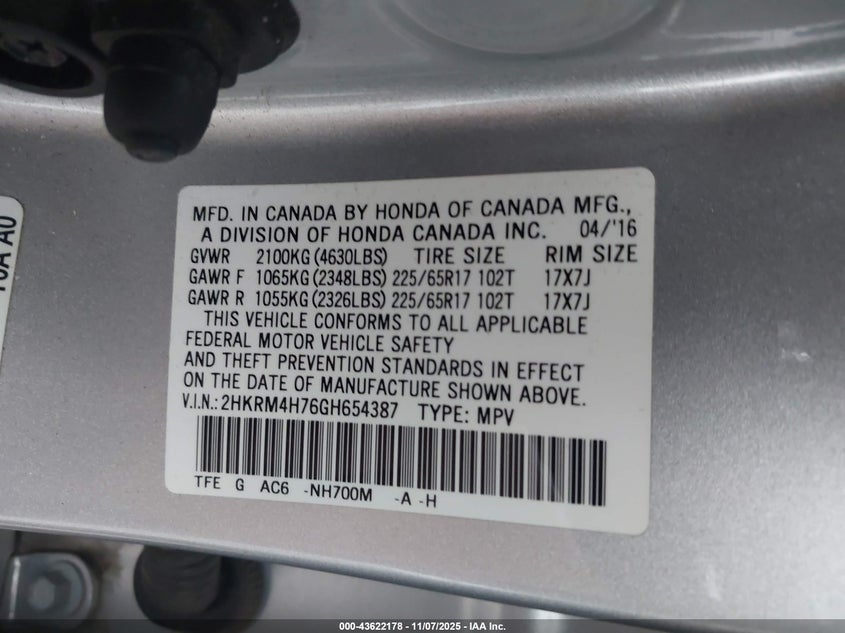 MFD. IN CANADA BY HONDA OF CANADA MFG.,
A DIVISION OF HONDA CANADA INC. 04/'16
GVWR 2100KG (4630LBS) TIRE SIZE RIM SIZE
GAWR F 1065KG (2348LBS) 225/65R17 102T 17X7J
GAWR R 1055KG (2326LBS) 225/65R17 102T 17X7J
THIS VEHICLE CONFORMS TO ALL APPLICABLE
FEDERAL MOTOR VEHICLE SAFETY
AND THEFT PREVENTION STANDARDS IN EFFECT
ON THE DATE OF MANUFACTURE SHOWN ABOVE.
V.I.N.: 2HKRM4H76GH654387 TYPE: MPV
TFE G AC6 -NH700M -A -H
000-43622178 - 11/07/2025 - IAA Inc.